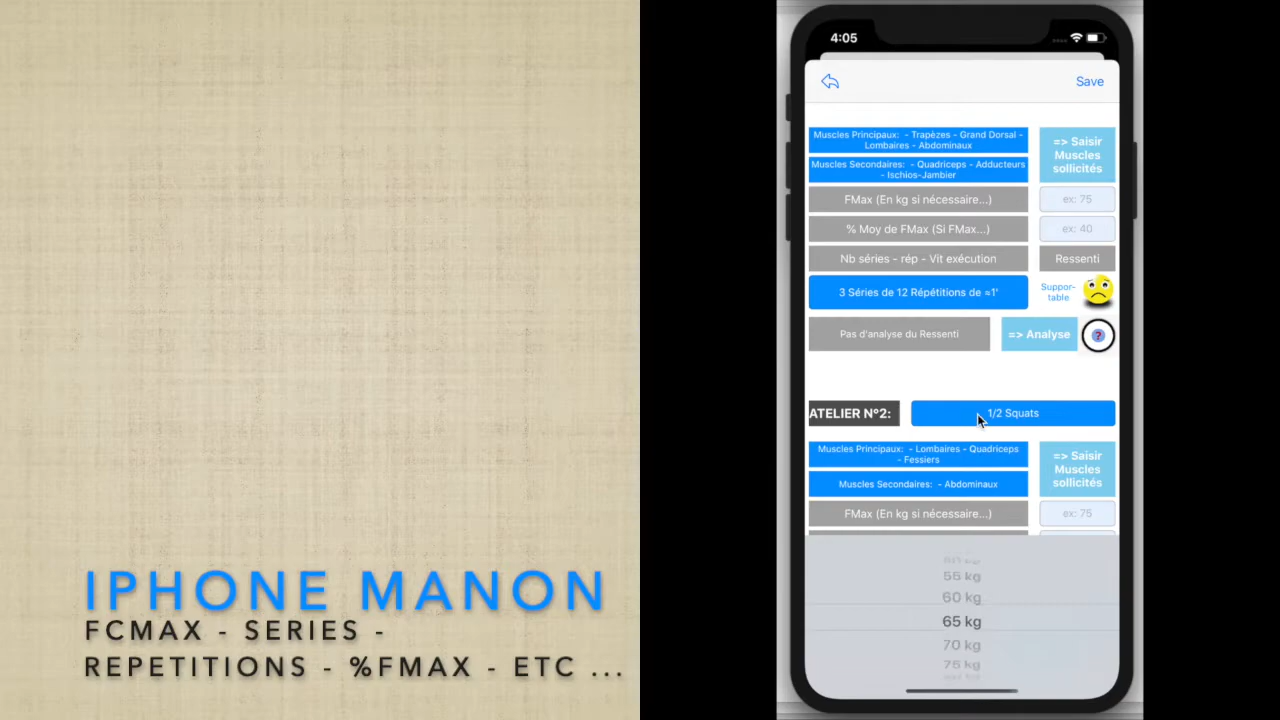 IPHONE MANON
FCMAX - SERIES -
REPETITIONS - %FMAX - ETC ...
4:05
Save
Muscles Principaux: - Trapèzes - Grand Dorsal -
Lombaires - Abdominaux
=> Saisir
Muscles
sollicités
Muscles Secondaires: - Quadriceps - Adducteurs
- Ischios-Jambier
FMax (En kg si nécessaire...)
ex: 75
% Moy de FMax (Si FMax...)
ex: 40
Nb séries - rép - Vit exécution
Ressenti
3 Séries de 12 Répétitions de ≈1'
Suppor-
table
Pas d'analyse du Ressenti
=> Analyse
?
ATELIER N°2:
1/2 Squats
Muscles Principaux: - Lombaires - Quadriceps
- Fessiers
=> Saisir
Muscles
sollicités
Muscles Secondaires: - Abdominaux
FMax (En kg si nécessaire...)
ex: 75
55 kg
60 kg
65 kg
70 kg
75 kg